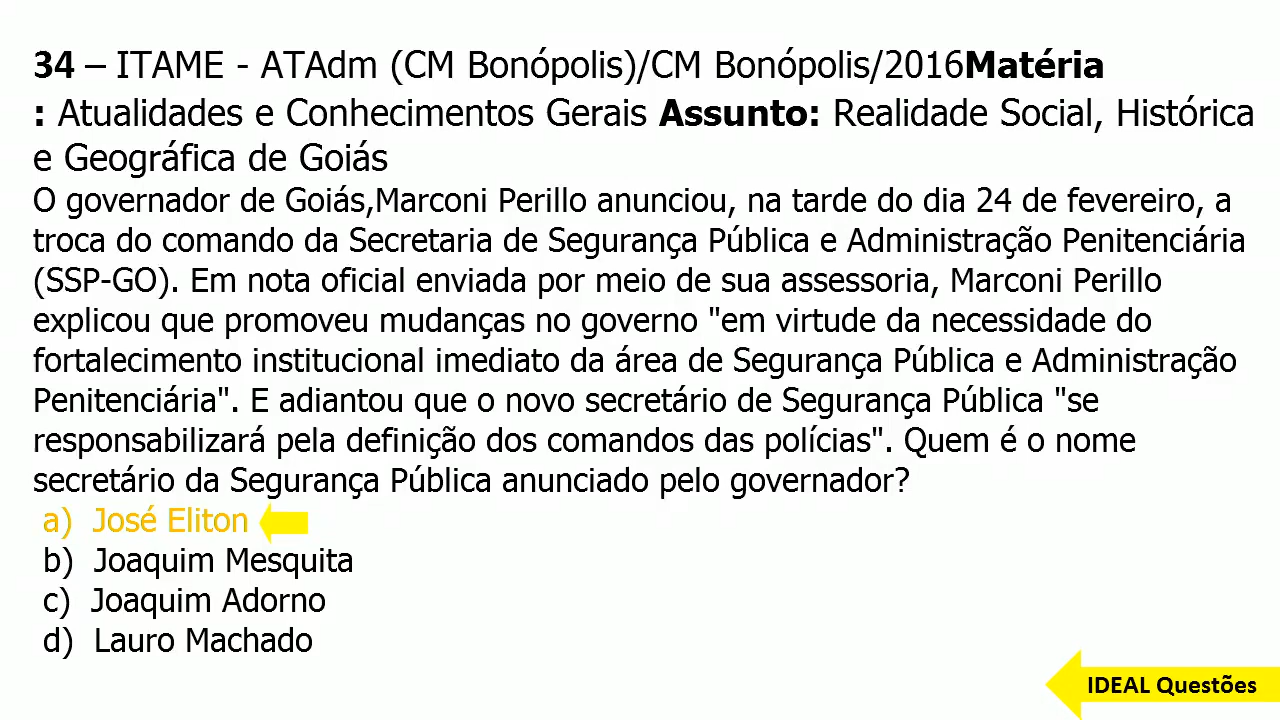 34 – ITAME - ATAdm (CM Bonópolis)/CM Bonópolis/2016Matéria
: Atualidades e Conhecimentos Gerais Assunto: Realidade Social, Histórica
e Geográfica de Goiás
O governador de Goiás,Marconi Perillo anunciou, na tarde do dia 24 de fevereiro, a
troca do comando da Secretaria de Segurança Pública e Administração Penitenciária
(SSP-GO). Em nota oficial enviada por meio de sua assessoria, Marconi Perillo
explicou que promoveu mudanças no governo "em virtude da necessidade do
fortalecimento institucional imediato da área de Segurança Pública e Administração
Penitenciária". E adiantou que o novo secretário de Segurança Pública "se
responsabilizará pela definição dos comandos das polícias". Quem é o nome
secretário da Segurança Pública anunciado pelo governador?
a) José Eliton
b) Joaquim Mesquita
c) Joaquim Adorno
d) Lauro Machado
IDEAL Questões